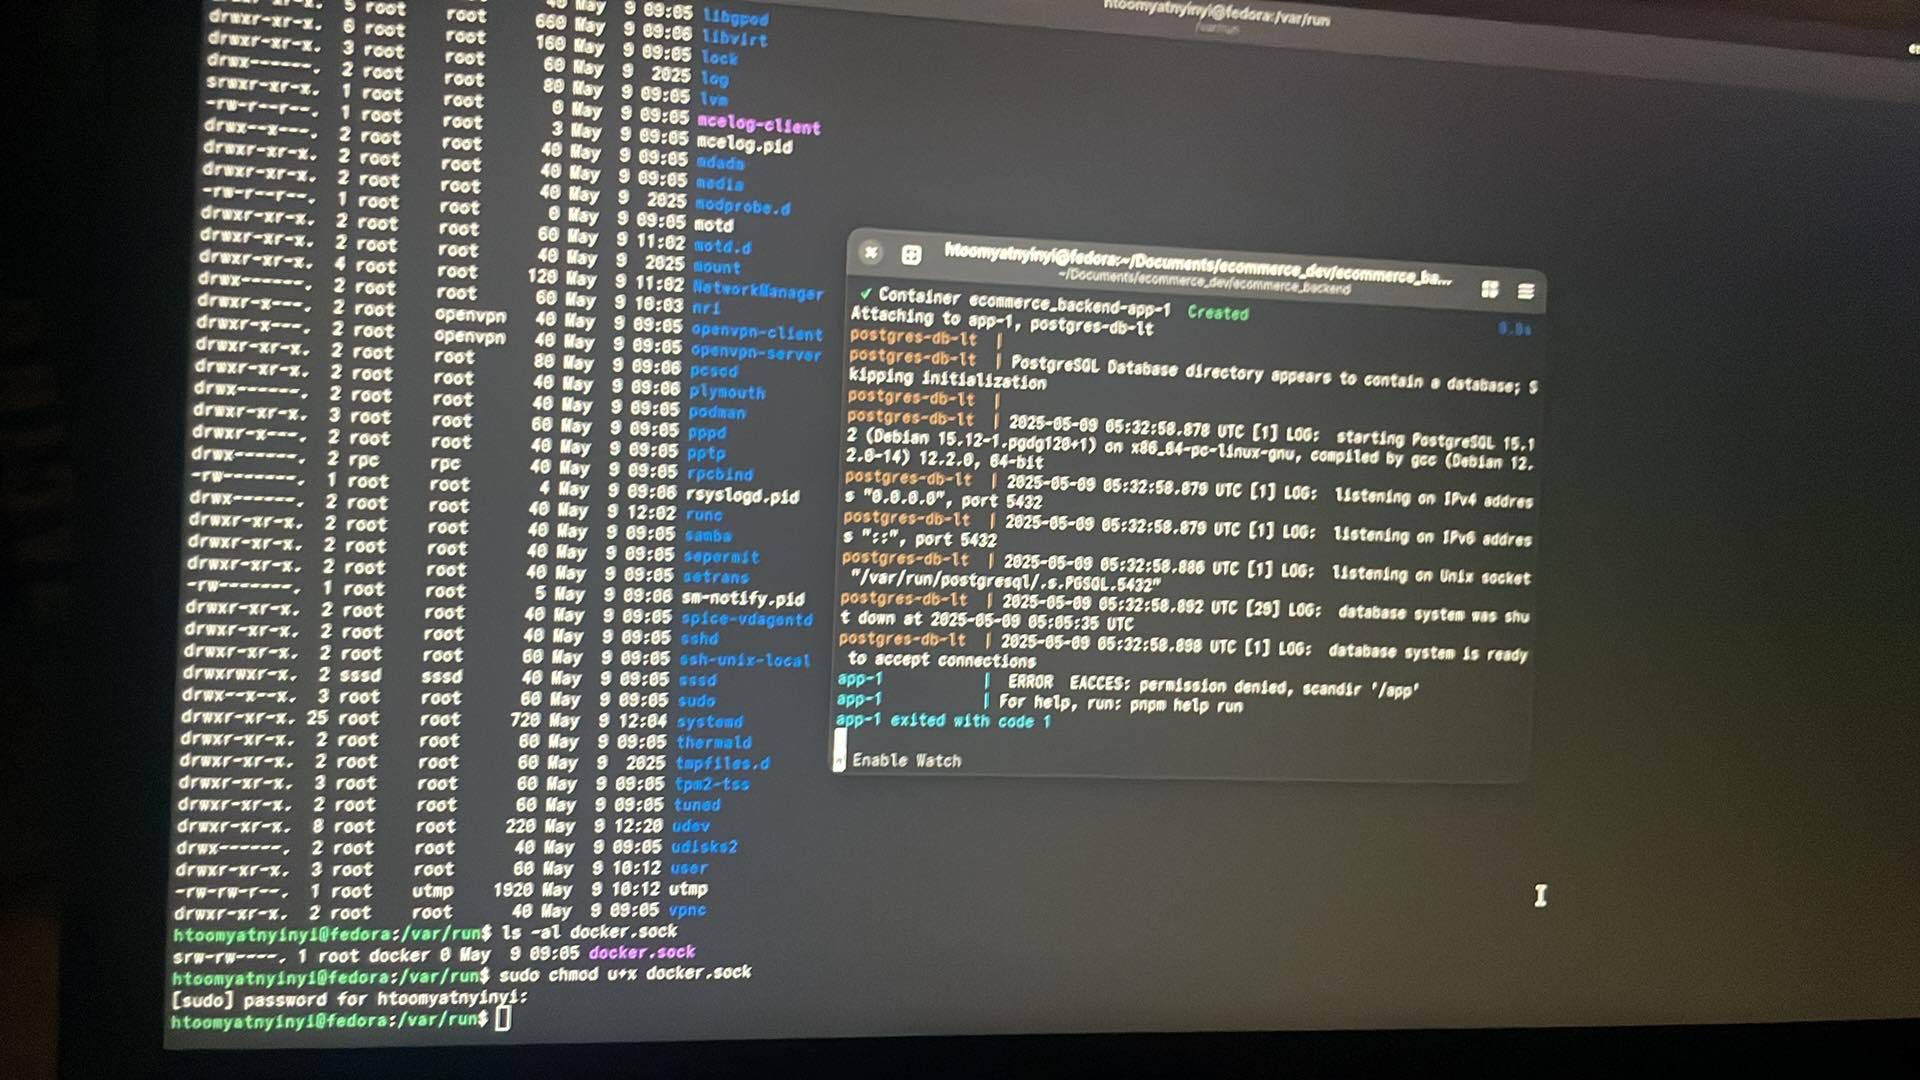 htoomyatnyinyi@fedora:/var/run
drwxr-xr-x. 5 root root 40 May 9 09:05 libgpod
drwxr-xr-x. 6 root root 660 May 9 09:06 libvirt
drwxr-xr-x. 3 root root 160 May 9 09:05 lock
drwx------. 2 root root 60 May 9 2025 log
srwxr-xr-x. 1 root root 80 May 9 09:05 lvm
-rw-r--r--. 1 root root 0 May 9 09:05 mcelog-client
drwx--x---. 2 root root 3 May 9 09:05 mcelog.pid
drwxr-xr-x. 2 root root 40 May 9 09:05 mdadm
drwxr-xr-x. 2 root root 40 May 9 09:05 media
-rw-r--r--. 1 root root 40 May 9 2025 modprobe.d
drwxr-xr-x. 2 root root 0 May 9 09:05 motd
drwxr-xr-x. 2 root root 60 May 9 11:02 motd.d
drwxr-xr-x. 4 root root 40 May 9 2025 mount
drwx------. 2 root root 120 May 9 11:02 NetworkManager
drwxr-x---. 2 root openvpn 60 May 9 10:03 nri
drwxr-x---. 2 root openvpn 40 May 9 09:05 openvpn-client
drwxr-xr-x. 2 root root 40 May 9 09:05 openvpn-server
drwxr-xr-x. 2 root root 80 May 9 09:06 pcscd
drwx------. 2 root root 40 May 9 09:06 plymouth
drwxr-xr-x. 3 root root 40 May 9 09:05 podman
drwxr-x---. 2 root root 60 May 9 09:05 pppd
drwx------. 2 rpc rpc 40 May 9 09:05 pptp
-rw-------. 1 root root 40 May 9 09:05 rpcbind
drwx------. 2 root root 4 May 9 09:06 rsyslogd.pid
drwxr-xr-x. 2 root root 40 May 9 12:02 runc
drwxr-xr-x. 2 root root 40 May 9 09:05 samba
drwxr-xr-x. 2 root root 40 May 9 09:05 sepermit
-rw-------. 1 root root 40 May 9 09:05 setrans
drwxr-xr-x. 2 root root 5 May 9 09:06 sm-notify.pid
drwxr-xr-x. 2 root root 40 May 9 09:05 spice-vdagentd
drwxr-xr-x. 2 root root 40 May 9 09:05 sshd
drwxrwxr-x. 2 sssd sssd 60 May 9 09:05 ssh-unix-local
drwx--x--x. 3 root root 40 May 9 09:05 sssd
60 May 9 09:05 sudo
drwxr-xr-x. 25 root root 720 May 9 12:04 systemd
drwxr-xr-x. 2 root root 60 May 9 09:05 thermald
drwxr-xr-x. 2 root root 60 May 9 2025 tmpfiles.d
drwxr-xr-x. 3 root root 60 May 9 09:05 tpm2-tss
drwxr-xr-x. 2 root root 60 May 9 09:05 tuned
drwxr-xr-x. 8 root root 220 May 9 12:20 udev
drwx------. 2 root root 40 May 9 09:05 udisks2
drwxr-xr-x. 3 root root 60 May 9 10:12 user
-rw-rw-r--. 1 root utmp 1920 May 9 10:12 utmp
drwxr-xr-x. 2 root root 40 May 9 09:05 vpnc
htoomyatnyinyi@fedora:/var/run$ ls -al docker.sock
srw-rw----. 1 root docker 0 May 9 09:05 docker.sock
htoomyatnyinyi@fedora:/var/run$ sudo chmod u+x docker.sock
[sudo] password for htoomyatnyinyi:
htoomyatnyinyi@fedora:/var/run$
htoomyatnyinyi@fedora:~/Documents/ecommerce_dev/ecommerce_ba...
~/Documents/ecommerce_dev/ecommerce_backend
✔ Container ecommerce_backend-app-1 Created 0.0s
Attaching to app-1, postgres-db-lt
postgres-db-lt |
postgres-db-lt | PostgreSQL Database directory appears to contain a database; S
kipping initialization
postgres-db-lt |
postgres-db-lt | 2025-05-09 05:32:58.878 UTC [1] LOG: starting PostgreSQL 15.1
2 (Debian 15.12-1.pgdg120+1) on x86_64-pc-linux-gnu, compiled by gcc (Debian 12.
2.0-14) 12.2.0, 64-bit
postgres-db-lt | 2025-05-09 05:32:58.879 UTC [1] LOG: listening on IPv4 addres
s "0.0.0.0", port 5432
postgres-db-lt | 2025-05-09 05:32:58.879 UTC [1] LOG: listening on IPv6 addres
s "::", port 5432
postgres-db-lt | 2025-05-09 05:32:58.886 UTC [1] LOG: listening on Unix socket
"/var/run/postgresql/.s.PGSQL.5432"
postgres-db-lt | 2025-05-09 05:32:58.892 UTC [29] LOG: database system was shu
t down at 2025-05-09 05:05:35 UTC
postgres-db-lt | 2025-05-09 05:32:58.898 UTC [1] LOG: database system is ready
to accept connections
app-1 | ERROR EACCES: permission denied, scandir '/app'
app-1 | For help, run: pnpm help run
app-1 exited with code 1
Enable Watch